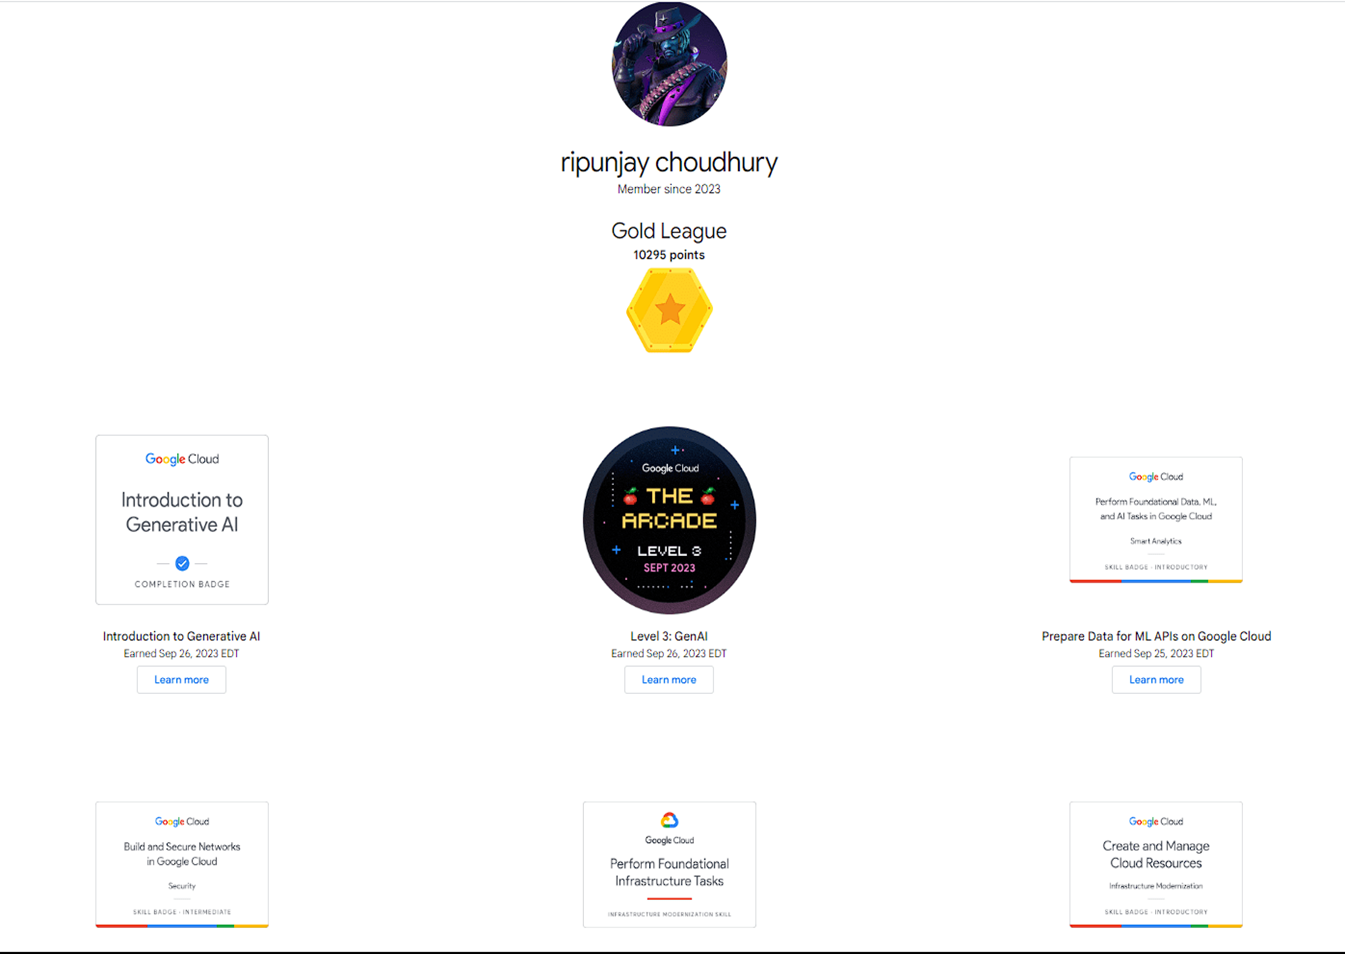 ripunjay choudhury
Member since 2023
Gold League
10295 points
Google Cloud
Introduction to
Generative AI
COMPLETION BADGE
Introduction to Generative AI
Earned Sep 26, 2023 EDT
Learn more
Google Cloud
THE
ARCADE
LEVEL 3
SEPT 2023
Level 3: GenAI
Earned Sep 26, 2023 EDT
Learn more
Google Cloud
Perform Foundational Data, ML,
and AI Tasks in Google Cloud
Smart Analytics
SKILL BADGE · INTRODUCTORY
Prepare Data for ML APIs on Google Cloud
Earned Sep 25, 2023 EDT
Learn more
Google Cloud
Build and Secure Networks
in Google Cloud
Security
SKILL BADGE · INTERMEDIATE
Google Cloud
Perform Foundational
Infrastructure Tasks
INFRASTRUCTURE MODERNIZATION SKILL
Google Cloud
Create and Manage
Cloud Resources
Infrastructure Modernization
SKILL BADGE · INTRODUCTORY